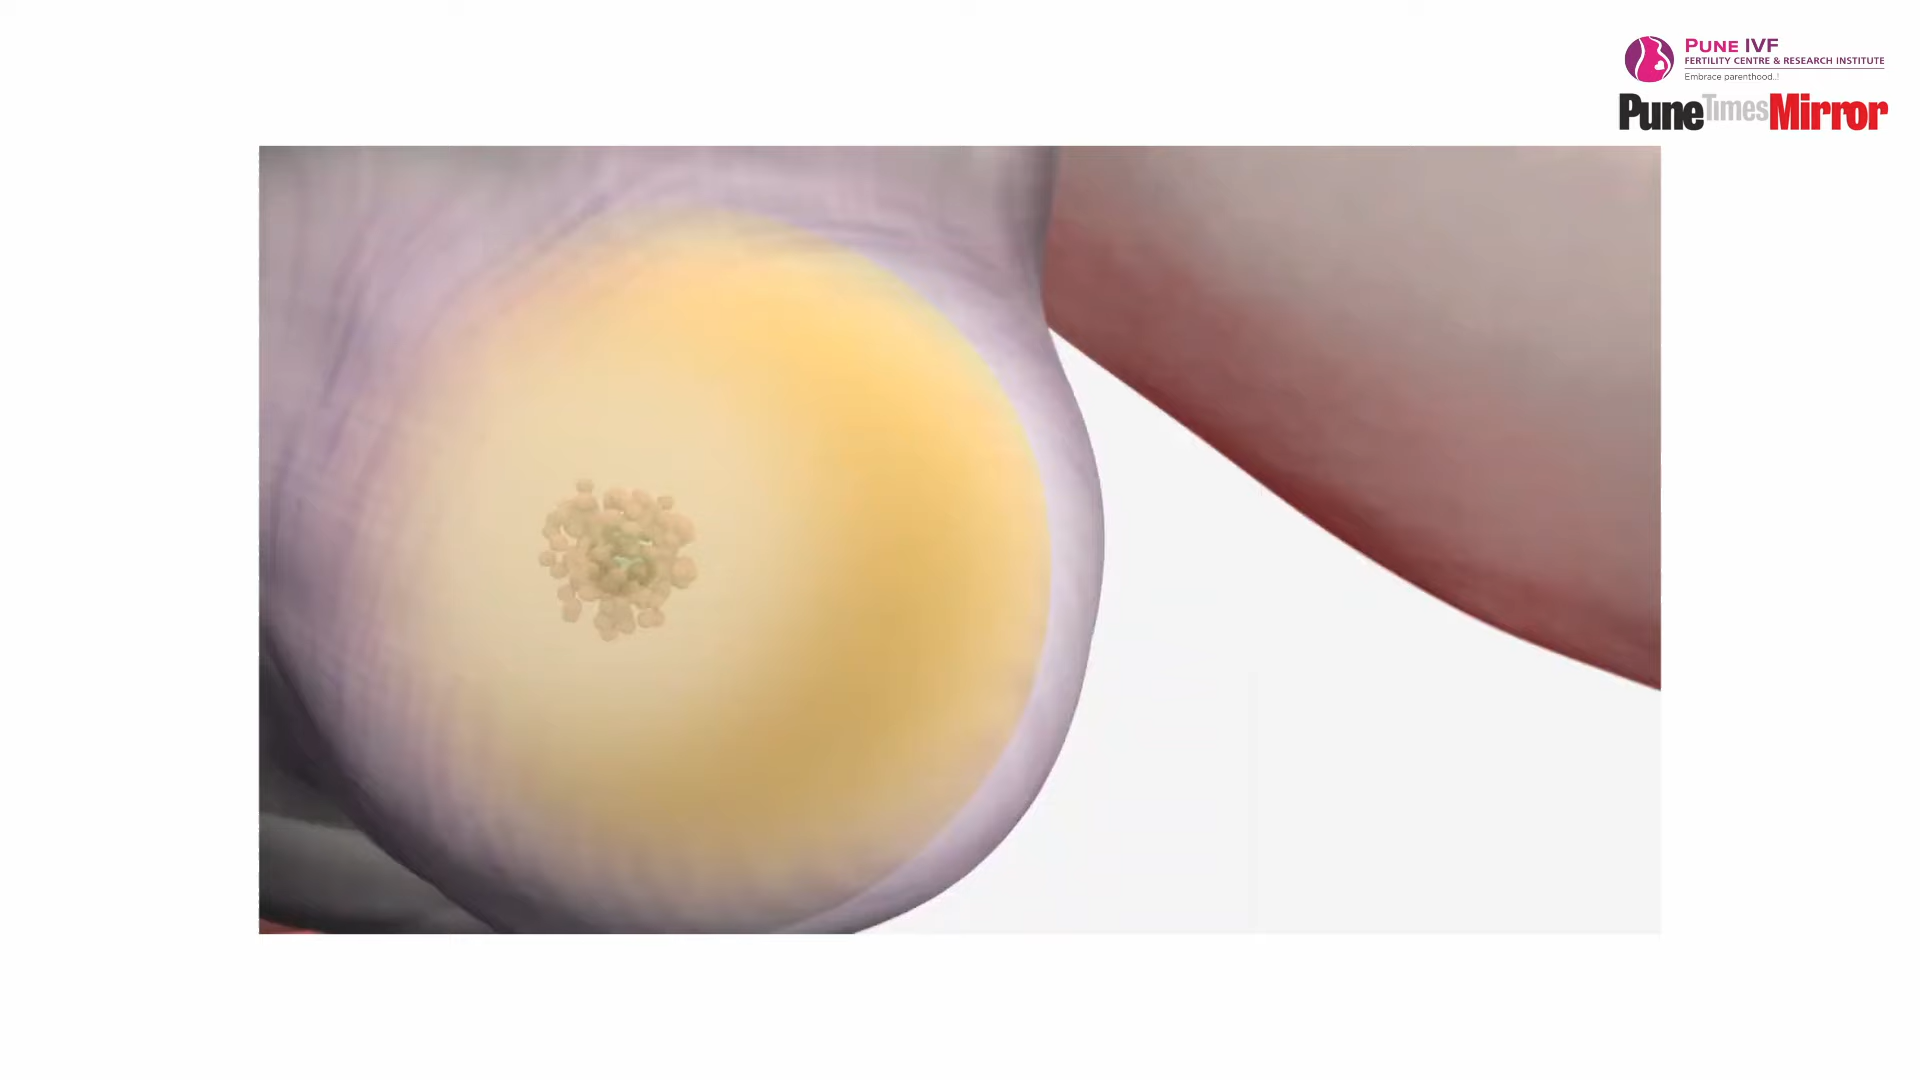 PUNE IVF
FERTILITY CENTRE & RESEARCH INSTITUTE
Embrace parenthood..!
PuneTimesMirror